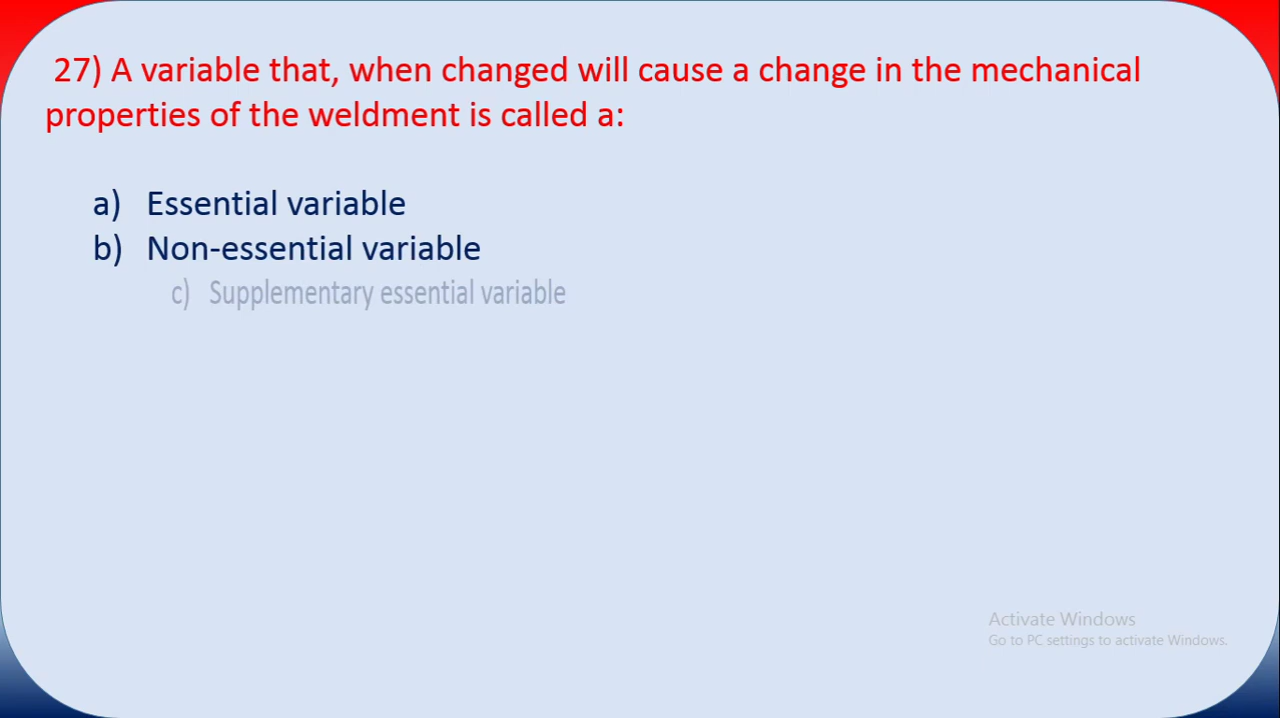 27) A variable that, when changed will cause a change in the mechanical
properties of the weldment is called a:
a) Essential variable
b) Non-essential variable
c) Supplementary essential variable
Activate Windows
Go to PC settings to activate Windows.